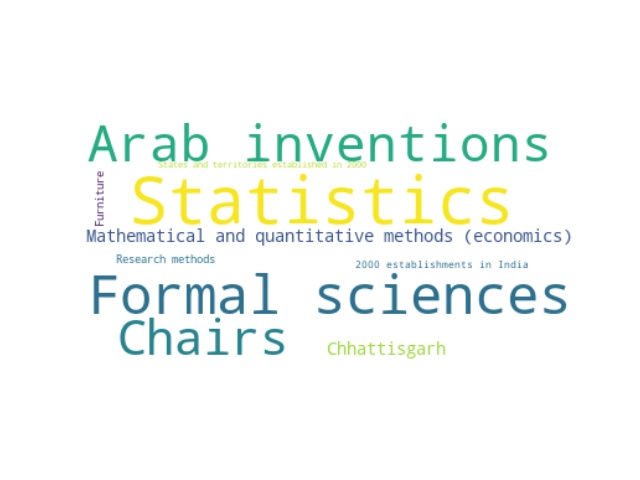 Arab inventions
States and territories established in 2000
Furniture
Statistics
Mathematical and quantitative methods (economics)
Research methods
2000 establishments in India
Formal sciences
Chairs
Chhattisgarh